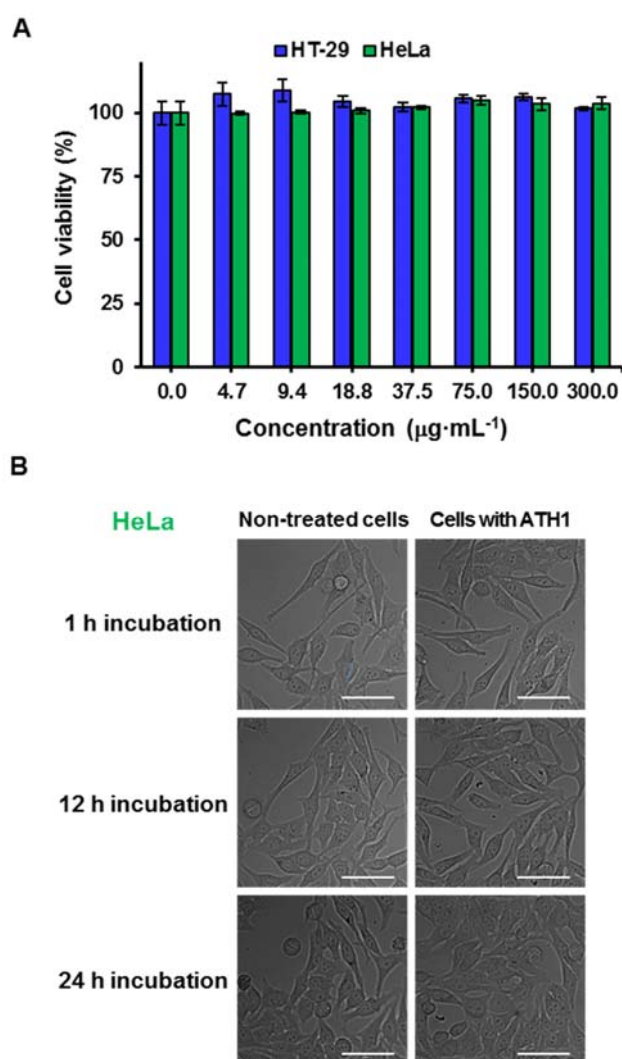 A
HT-29 HeLa
Cell viability (%)
100
75
50
25
0
0.0 4.7 9.4 18.8 37.5 75.0 150.0 300.0
Concentration (µg·mL⁻¹)
B
HeLa Non-treated cells Cells with ATH1
1 h incubation
12 h incubation
24 h incubation